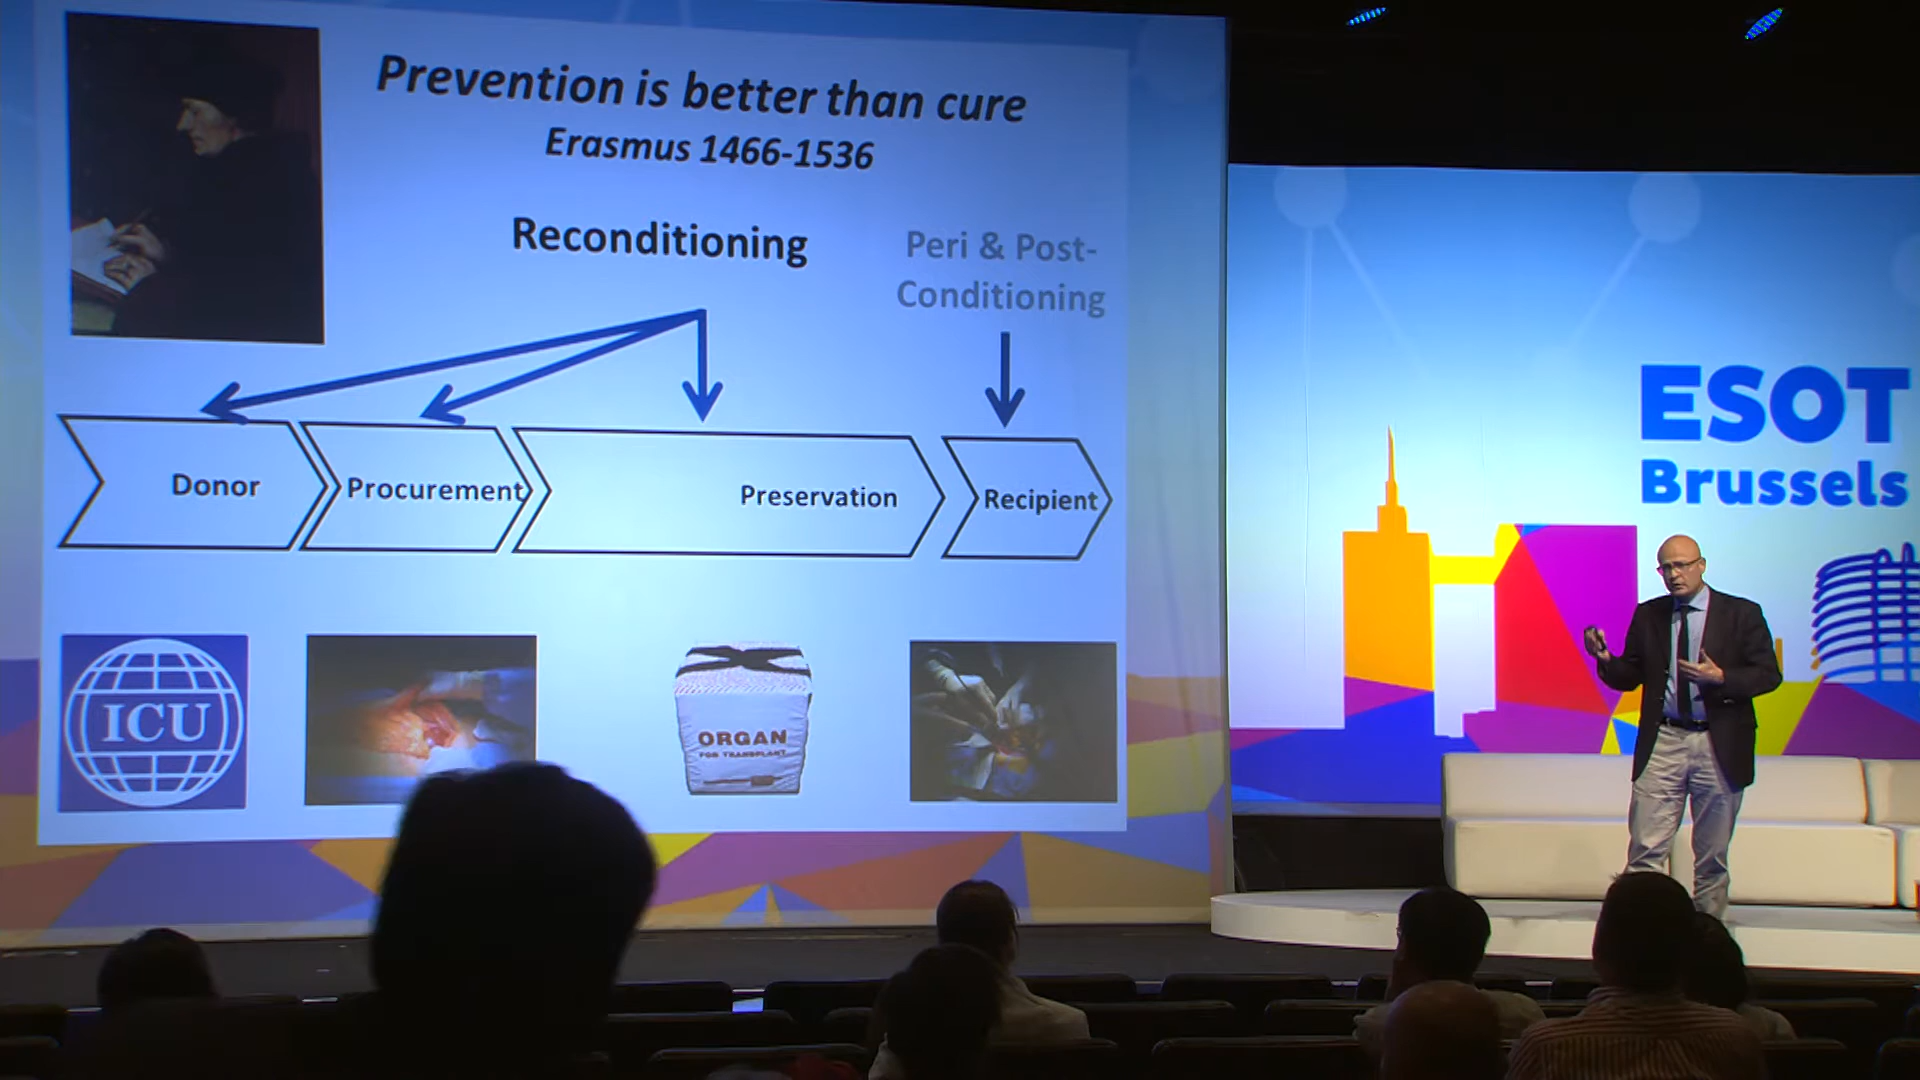 Prevention is better than cure
Erasmus 1466-1536
Reconditioning
Peri & Post-
Conditioning
Donor
Procurement
Preservation
Recipient
ICU
ORGAN
FOR TRANSPLANT
ESOT
Brussels